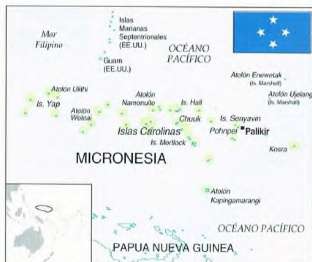 Mar
Filipino
Islas
Marianas
Septentrionales
(EE.UU.)
OCÉANO
PACÍFICO
Guam
(EE.UU.)
Atolón Enewetak
(Is. Marshall)
Atolón Ujelang
(Is. Marshall)
Atolón Ulithi
Is. Yap
Atolón
Woleai
Atolón
Namonuito
Is. Hall
Chuuk
Is. Senyavin
Pohnpei
Palikir
Islas Carolinas
Is. Mortlock
Kosra
MICRONESIA
Atolón
Kapingamarangi
OCÉANO PACÍFICO
PAPUA NUEVA GUINEA